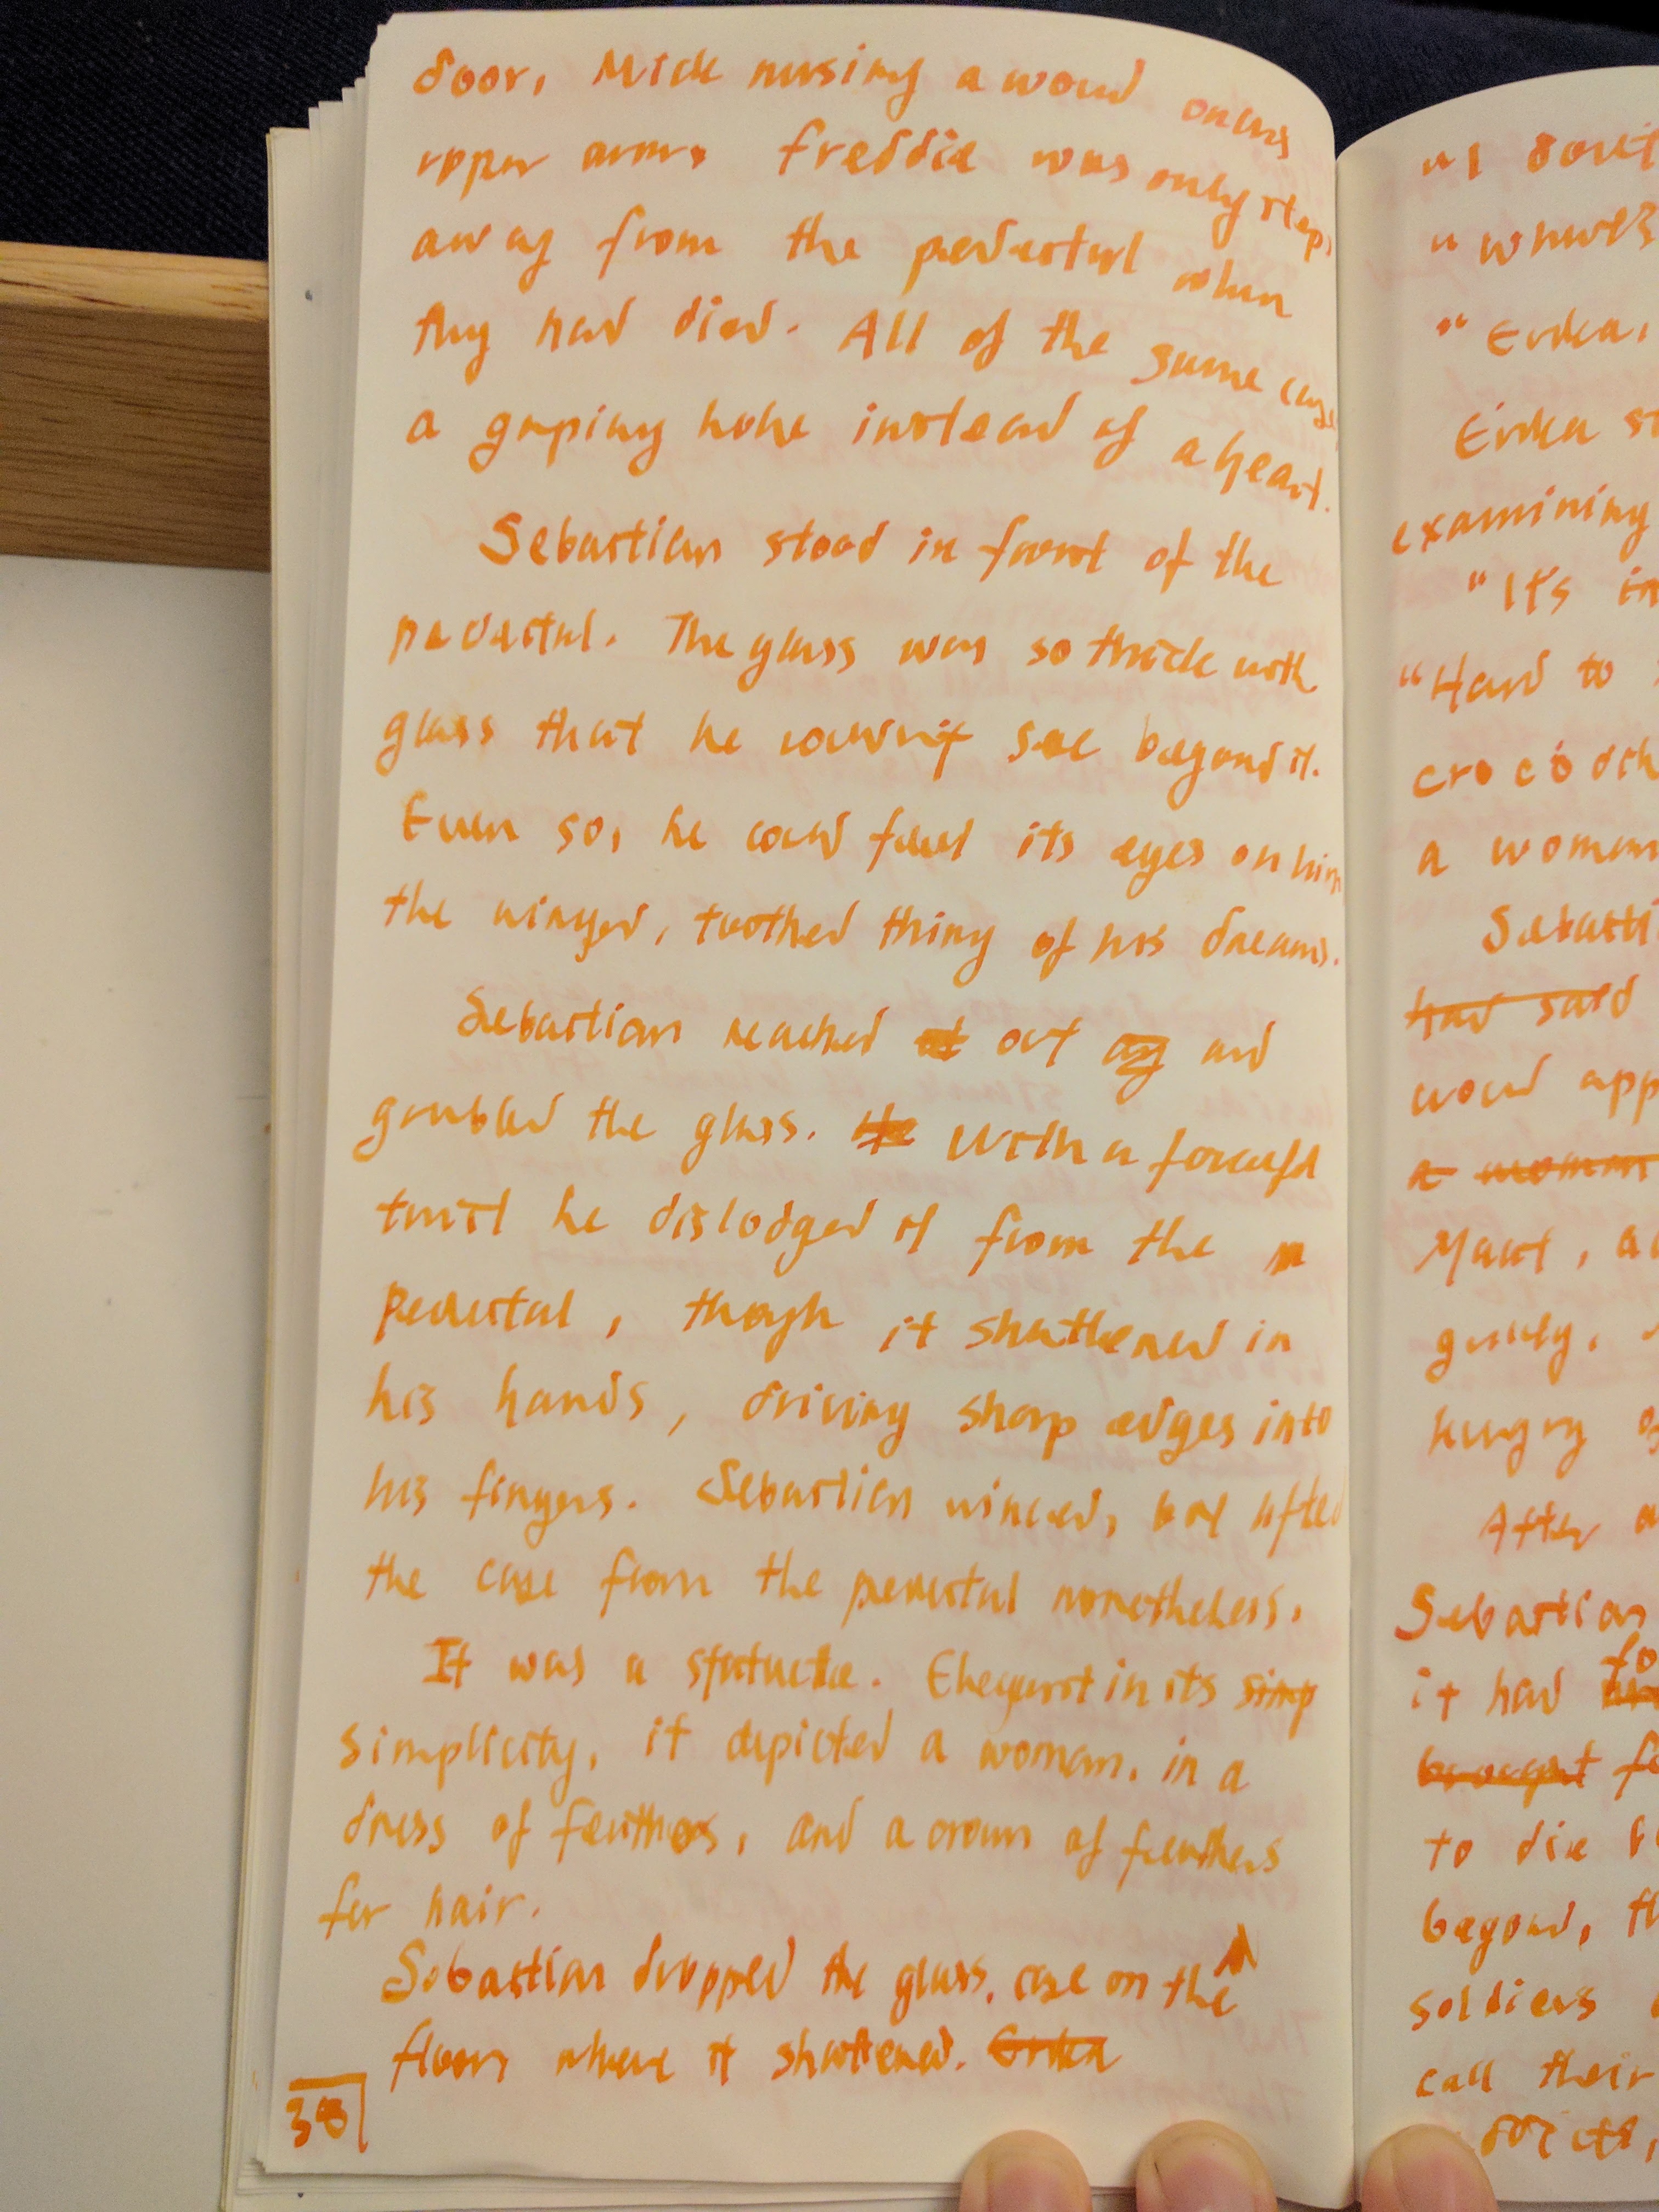 door, Mick nursing a wound on his
upper arm. Freddie was only steps
away from the pedestal when
they had died. All of the same cause
a gaping hole instead of a heart.
Sebastian stood in front of the
pedestal. The glass was so thick with
glass that he couldn't see beyond it.
Even so, he could feel its eyes on him
the winged, toothed thing of his dreams.
Sebastian reached out and
grabbed the glass. He With a forceful
twist he dislodged it from the
pedestal, though it shattered in
his hands, driving sharp edges into
his fingers. Sebastian winced, but lifted
the case from the pedestal nonetheless.
It was a statuette. Elegant in its simp
simplicity, it depicted a woman, in a
dress of feathers, and a crown of feathers
for hair.
Sebastian dropped the glass case on the
floor where it shattered. Erika
38
"I don't
"What?
"Erika,
Erika st
examining
"It's in
"Hard to
crocodile
a woman
Sebasti
had said
would app
a woman
Maat, a
guilty,
hungry
After a
Sebastian
it had fo
brought fo
to die
beyond, th
soldiers
call their